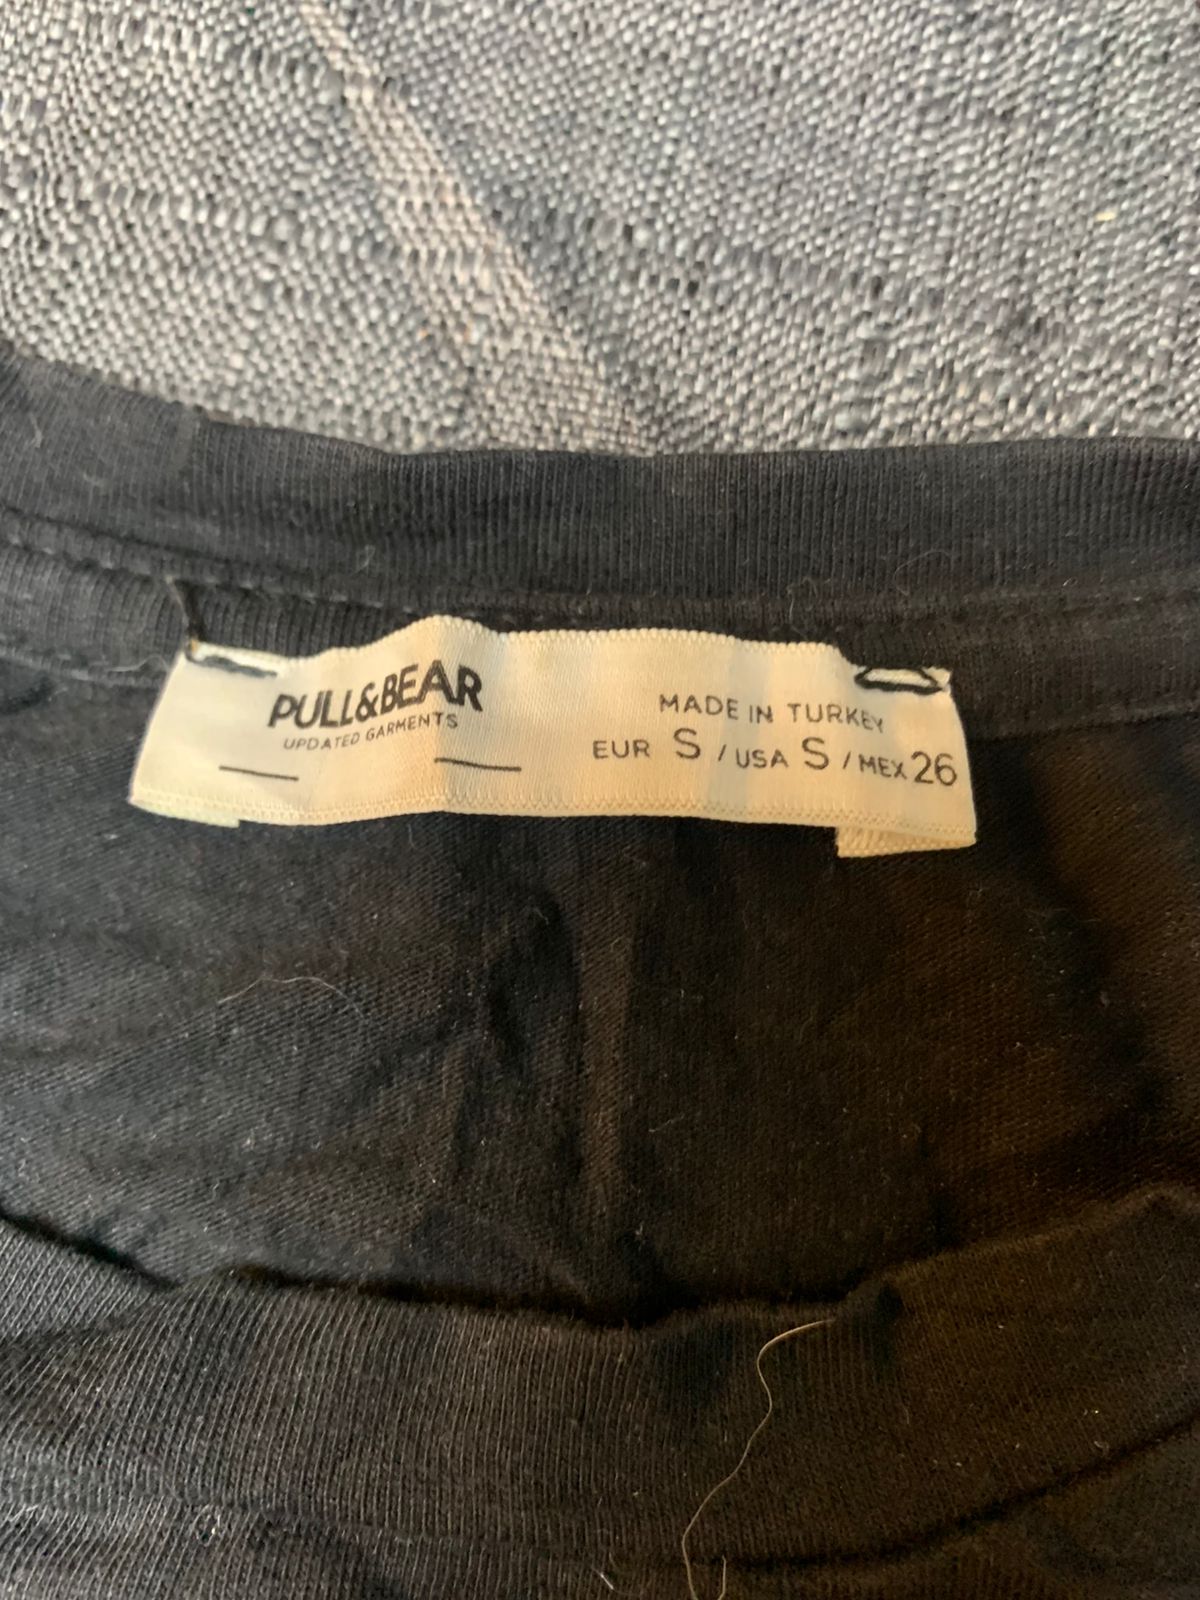 PULL&BEAR
UPDATED GARMENTS
MADE IN TURKEY
EUR S / USA S / MEX 26